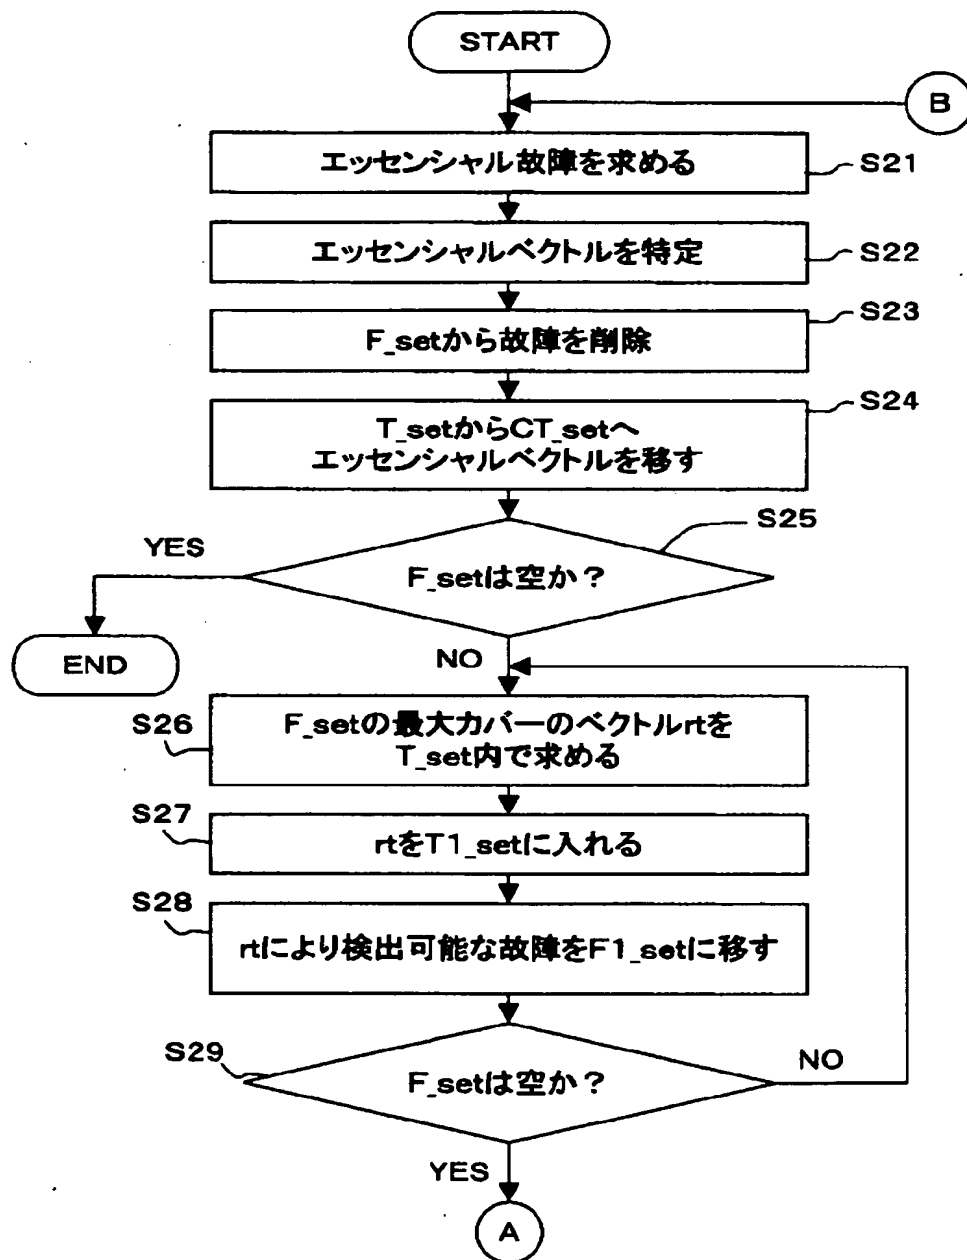 START
B
エッセンシャル故障を求める
S21
エッセンシャルベクトルを特定
S22
F_setから故障を削除
S23
T_setからCT_setへ
エッセンシャルベクトルを移す
S24
S25
YES
F_setは空か？
END
NO
S26
F_setの最大カバーのベクトルrtを
T_set内で求める
S27
rtをT1_setに入れる
S28
rtにより検出可能な故障をF1_setに移す
S29
F_setは空か？
NO
YES
A